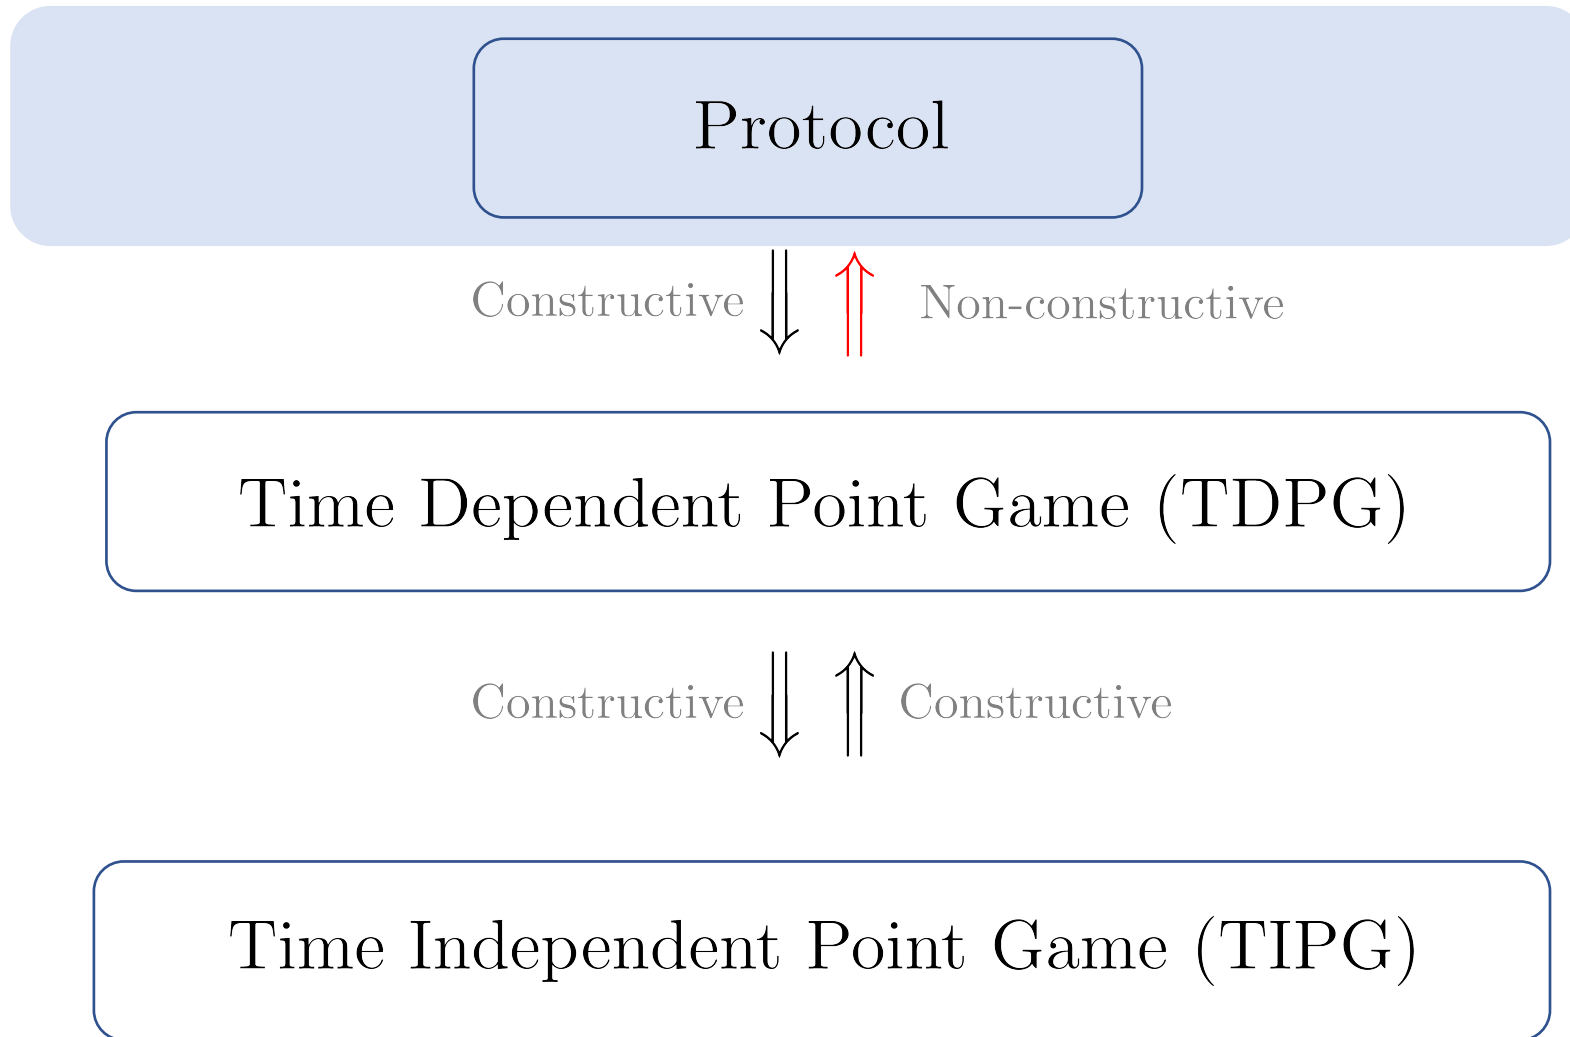 Protocol
Constructive
Non-constructive
Time Dependent Point Game (TDPG)
Constructive
Constructive
Time Independent Point Game (TIPG)